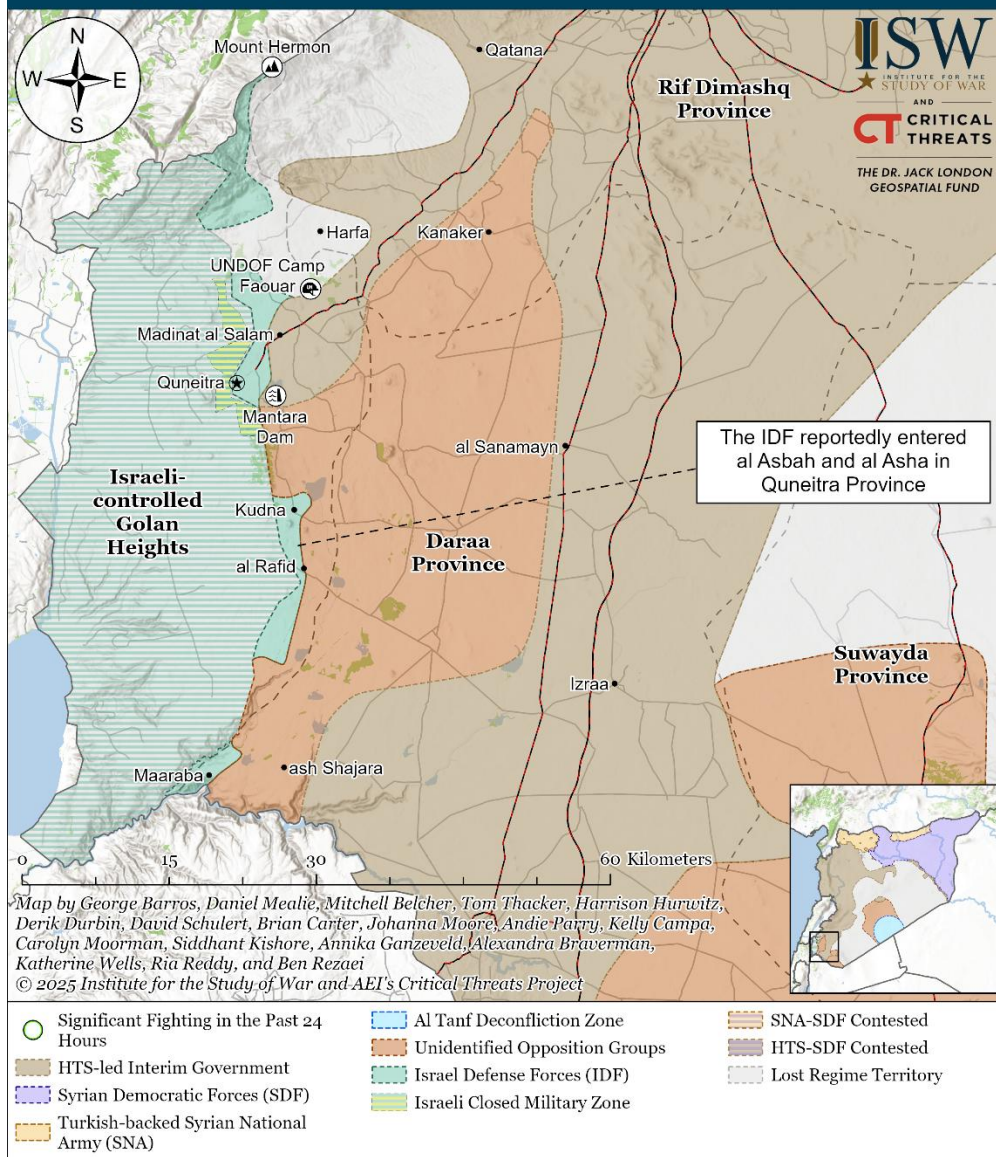 N
W
E
S
Mount Hermon
Qatana
ISW
INSTITUTE FOR THE
STUDY OF WAR
AND
CT CRITICAL
THREATS
THE DR. JACK LONDON
GEOSPATIAL FUND
Rif Dimashq
Province
Harfa
Kanaker
UNDOF Camp
Faouar
Madinat al Salam
Quneitra
Mantara
Dam
al Sanamayn
The IDF reportedly entered
al Asbah and al Asha in
Quneitra Province
Israeli-
controlled
Golan
Heights
Kudna
al Rafid
Daraa
Province
Suwayda
Province
Izraa
Maaraba
ash Shajara
0
15
30
60 Kilometers
Map by George Barros, Daniel Mealie, Mitchell Belcher, Tom Thacker, Harrison Hurwitz,
Derik Durbin, David Schulert, Brian Carter, Johanna Moore, Andie Parry, Kelly Campa,
Carolyn Moorman, Siddhant Kishore, Annika Ganzeveld, Alexandra Braverman,
Katherine Wells, Ria Reddy, and Ben Rezaei
© 2025 Institute for the Study of War and AEI's Critical Threats Project
Significant Fighting in the Past 24
Hours
HTS-led Interim Government
Syrian Democratic Forces (SDF)
Turkish-backed Syrian National
Army (SNA)
Al Tanf Deconfliction Zone
Unidentified Opposition Groups
Israel Defense Forces (IDF)
Israeli Closed Military Zone
SNA-SDF Contested
HTS-SDF Contested
Lost Regime Territory